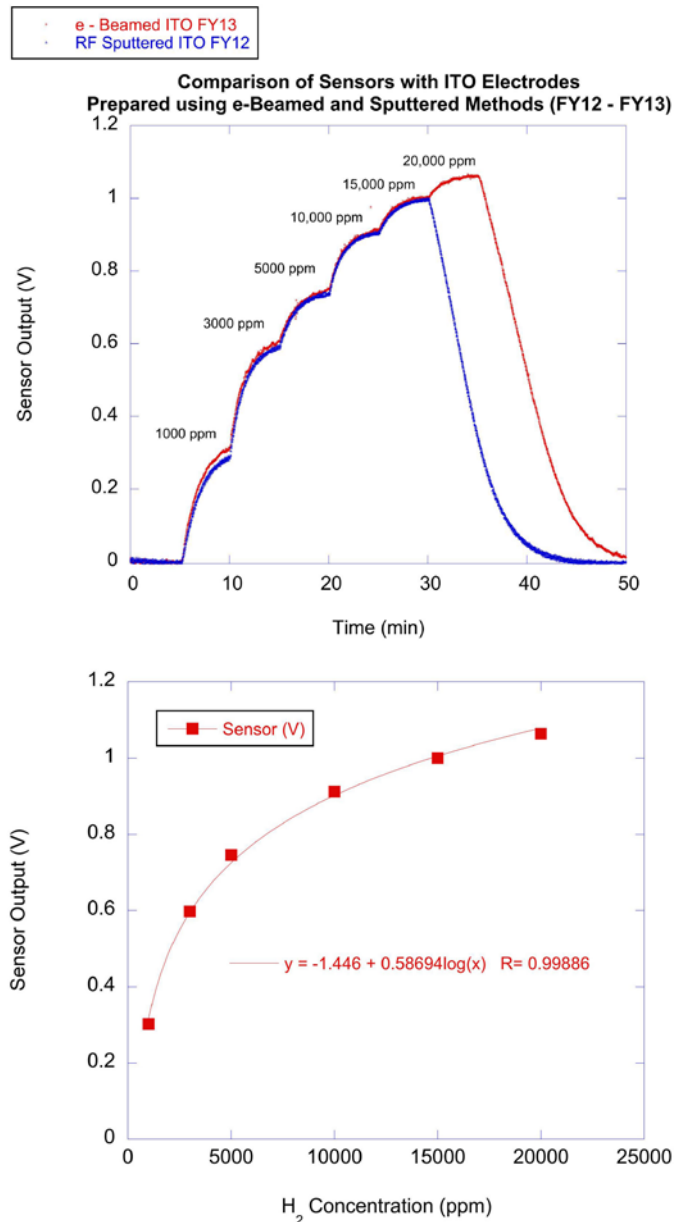 e - Beamed ITO FY13
RF Sputtered ITO FY12
Comparison of Sensors with ITO Electrodes
Prepared using e-Beamed and Sputtered Methods (FY12 - FY13)
1.2
1
0.8
0.6
0.4
0.2
0
20,000 ppm
15,000 ppm
10,000 ppm
5000 ppm
3000 ppm
1000 ppm
Sensor Output (V)
0 10 20 30 40 50
Time (min)
1.2
1
0.8
0.6
0.4
0.2
0
Sensor (V)
Sensor Output (V)
y = -1.446 + 0.58694log(x) R= 0.99886
0 5000 10000 15000 20000 25000
H₂ Concentration (ppm)